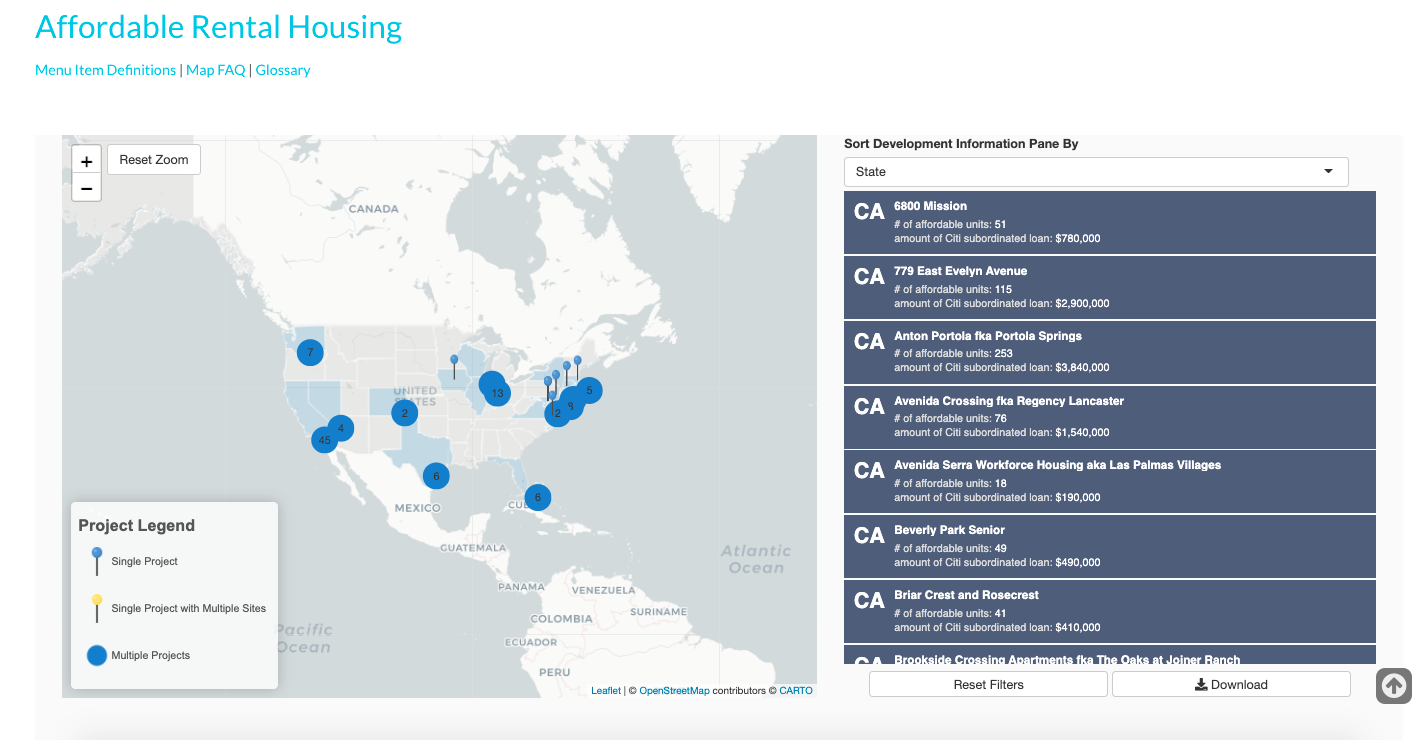 Affordable Rental Housing
Menu Item Definitions | Map FAQ | Glossary
+
Reset Zoom
−
CANADA
UNITED
STATES
MEXICO
CUB
GUATEMALA
PANAMA
VENEZUELA
SURINAME
COLOMBIA
ECUADOR
PERU
Atlantic
Ocean
Pacific
Ocean
7
13
5
8
2
2
4
45
6
6
Project Legend
Single Project
Single Project with Multiple Sites
Multiple Projects
Leaflet | © OpenStreetMap contributors © CARTO
Sort Development Information Pane By
State
CA
6800 Mission
# of affordable units: 51
amount of Citi subordinated loan: $780,000
CA
779 East Evelyn Avenue
# of affordable units: 115
amount of Citi subordinated loan: $2,900,000
CA
Anton Portola fka Portola Springs
# of affordable units: 253
amount of Citi subordinated loan: $3,840,000
CA
Avenida Crossing fka Regency Lancaster
# of affordable units: 76
amount of Citi subordinated loan: $1,540,000
CA
Avenida Serra Workforce Housing aka Las Palmas Villages
# of affordable units: 18
amount of Citi subordinated loan: $190,000
CA
Beverly Park Senior
# of affordable units: 49
amount of Citi subordinated loan: $490,000
CA
Briar Crest and Rosecrest
# of affordable units: 41
amount of Citi subordinated loan: $410,000
CA
Brookside Crossing Apartments fka The Oaks at Joiner Ranch
Reset Filters
Download